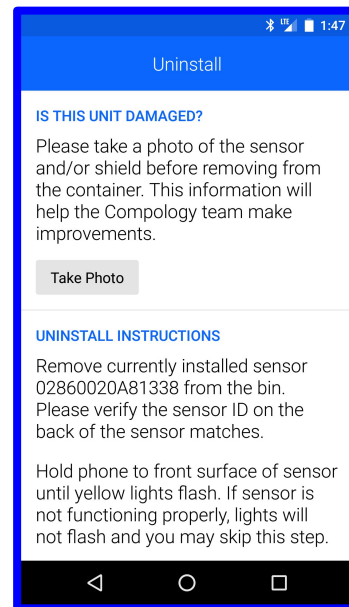 LTE 1:47
Uninstall
IS THIS UNIT DAMAGED?
Please take a photo of the sensor
and/or shield before removing from
the container. This information will
help the Compology team make
improvements.
Take Photo
UNINSTALL INSTRUCTIONS
Remove currently installed sensor
02860020A81338 from the bin.
Please verify the sensor ID on the
back of the sensor matches.
Hold phone to front surface of sensor
until yellow lights flash. If sensor is
not functioning properly, lights will
not flash and you may skip this step.